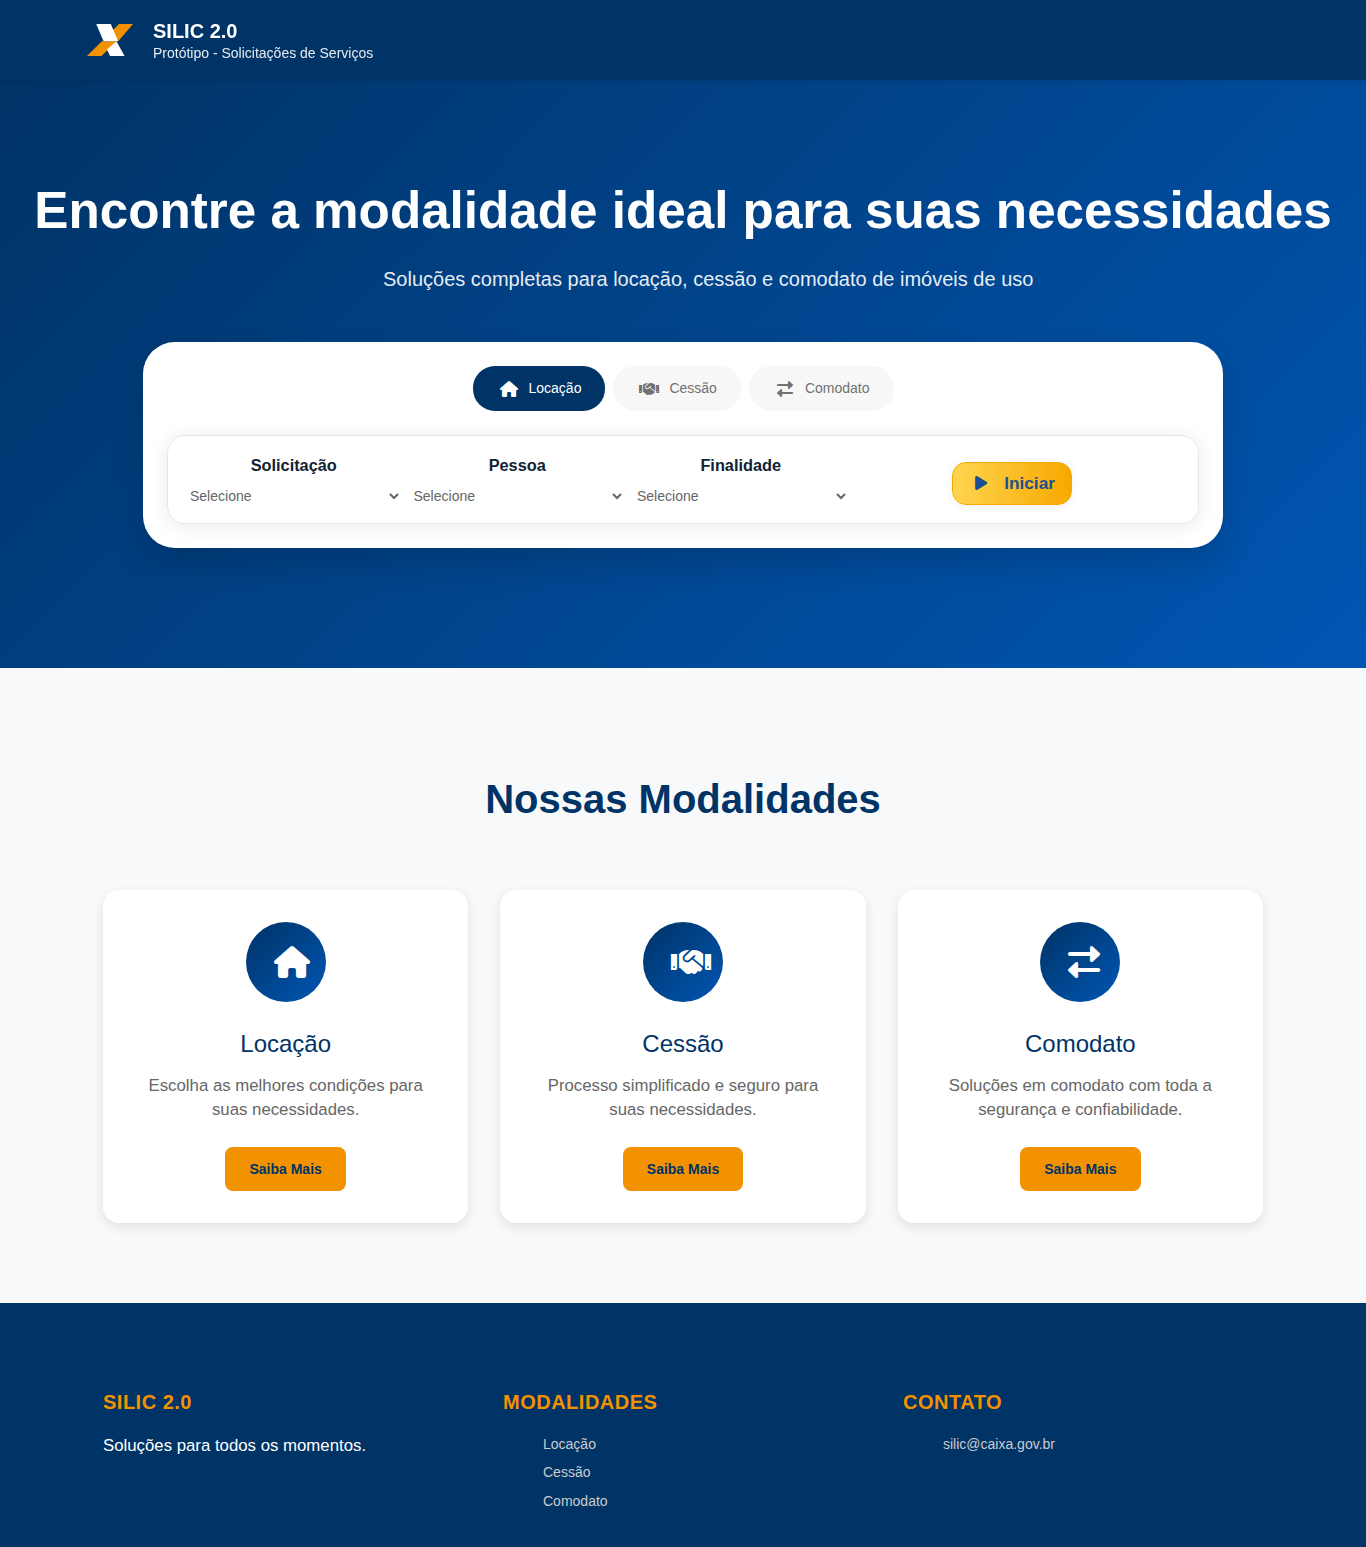 SILIC 2.0
Protótipo - Solicitações de Serviços
Encontre a modalidade ideal para suas necessidades
Soluções completas para locação, cessão e comodato de imóveis de uso
Locação Cessão Comodato
Solicitação Pessoa Finalidade
Selecione Selecione Selecione Iniciar
Nossas Modalidades
Locação
Escolha as melhores condições para
suas necessidades.
Saiba Mais
Cessão
Processo simplificado e seguro para
suas necessidades.
Saiba Mais
Comodato
Soluções em comodato com toda a
segurança e confiabilidade.
Saiba Mais
SILIC 2.0
Soluções para todos os momentos.
MODALIDADES
Locação
Cessão
Comodato
CONTATO
silic@caixa.gov.br